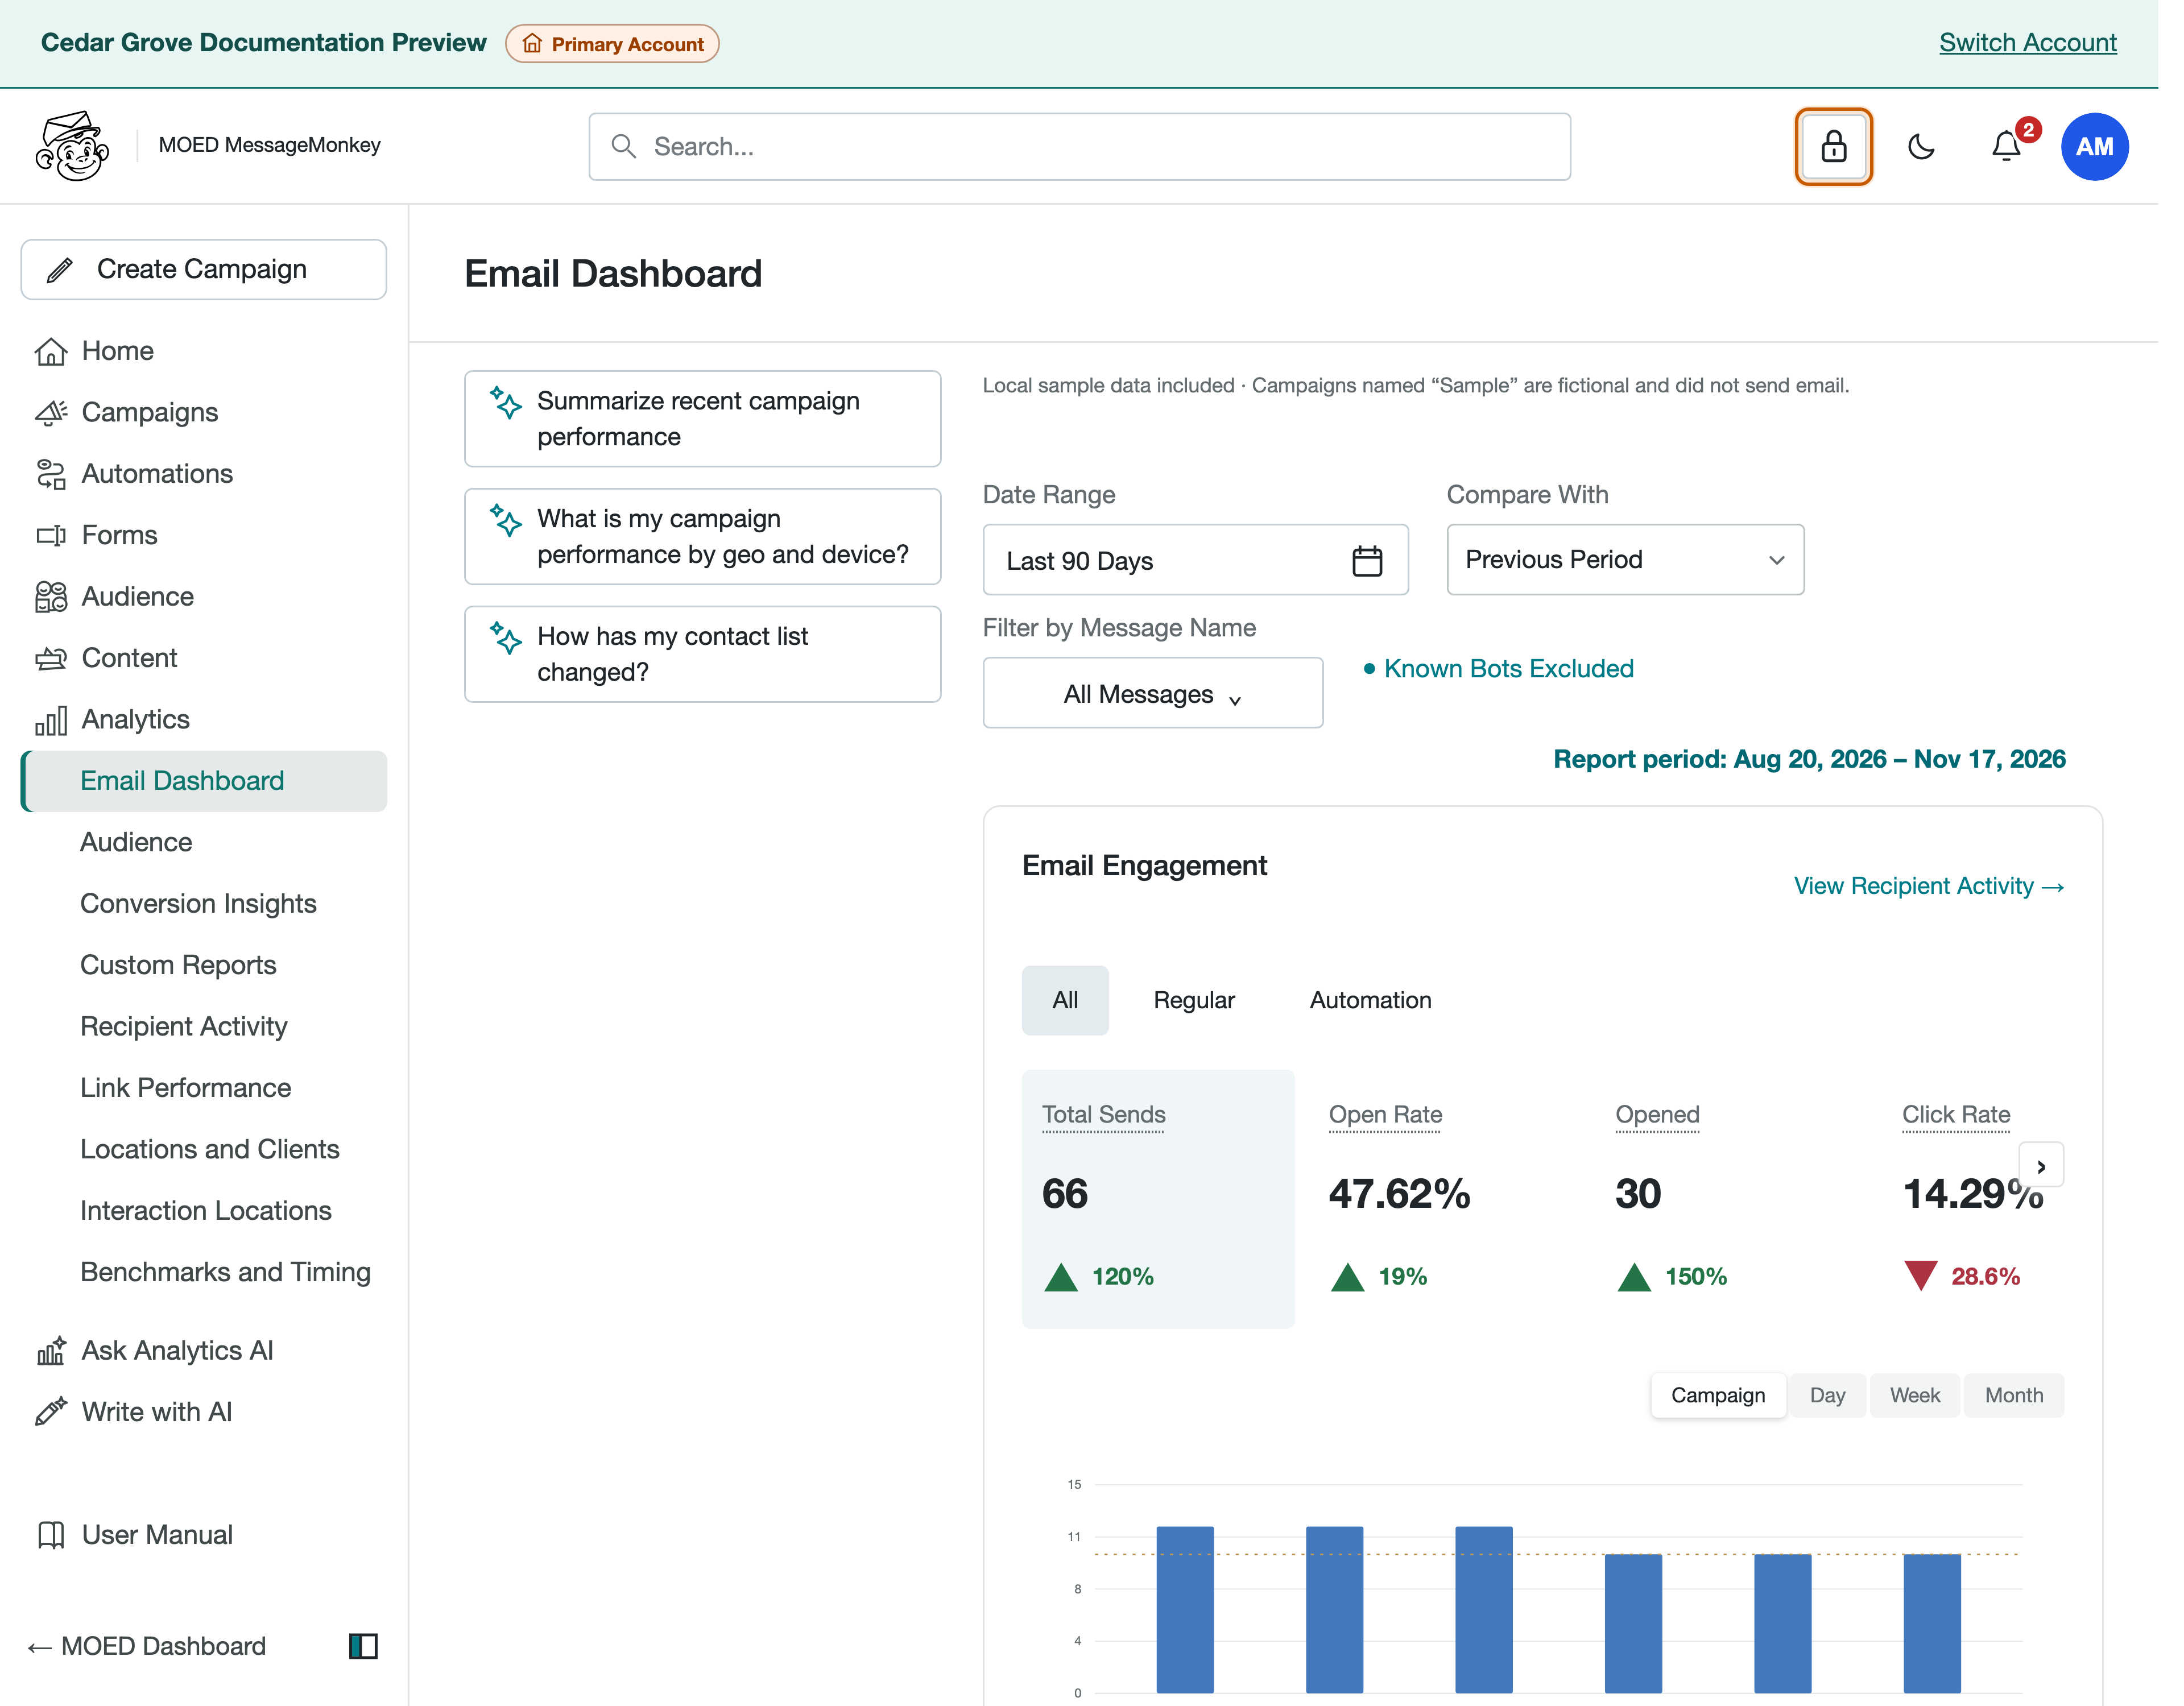 Cedar Grove Documentation Preview
Primary Account
Switch Account
MOED MessageMonkey
Search...
2
AM
Create Campaign
Home
Campaigns
Automations
Forms
Audience
Content
Analytics
Email Dashboard
Audience
Conversion Insights
Custom Reports
Recipient Activity
Link Performance
Locations and Clients
Interaction Locations
Benchmarks and Timing
Ask Analytics AI
Write with AI
User Manual
← MOED Dashboard
Email Dashboard
Summarize recent campaign
performance
What is my campaign
performance by geo and device?
How has my contact list
changed?
Local sample data included · Campaigns named “Sample” are fictional and did not send email.
Date Range
Compare With
Last 90 Days
Previous Period
Filter by Message Name
All Messages
Known Bots Excluded
Report period: Aug 20, 2026 – Nov 17, 2026
Email Engagement
View Recipient Activity →
All
Regular
Automation
Total Sends
66
120%
Open Rate
47.62%
19%
Opened
30
150%
Click Rate
14.29%
28.6%
Campaign
Day
Week
Month
15
11
8
4
0